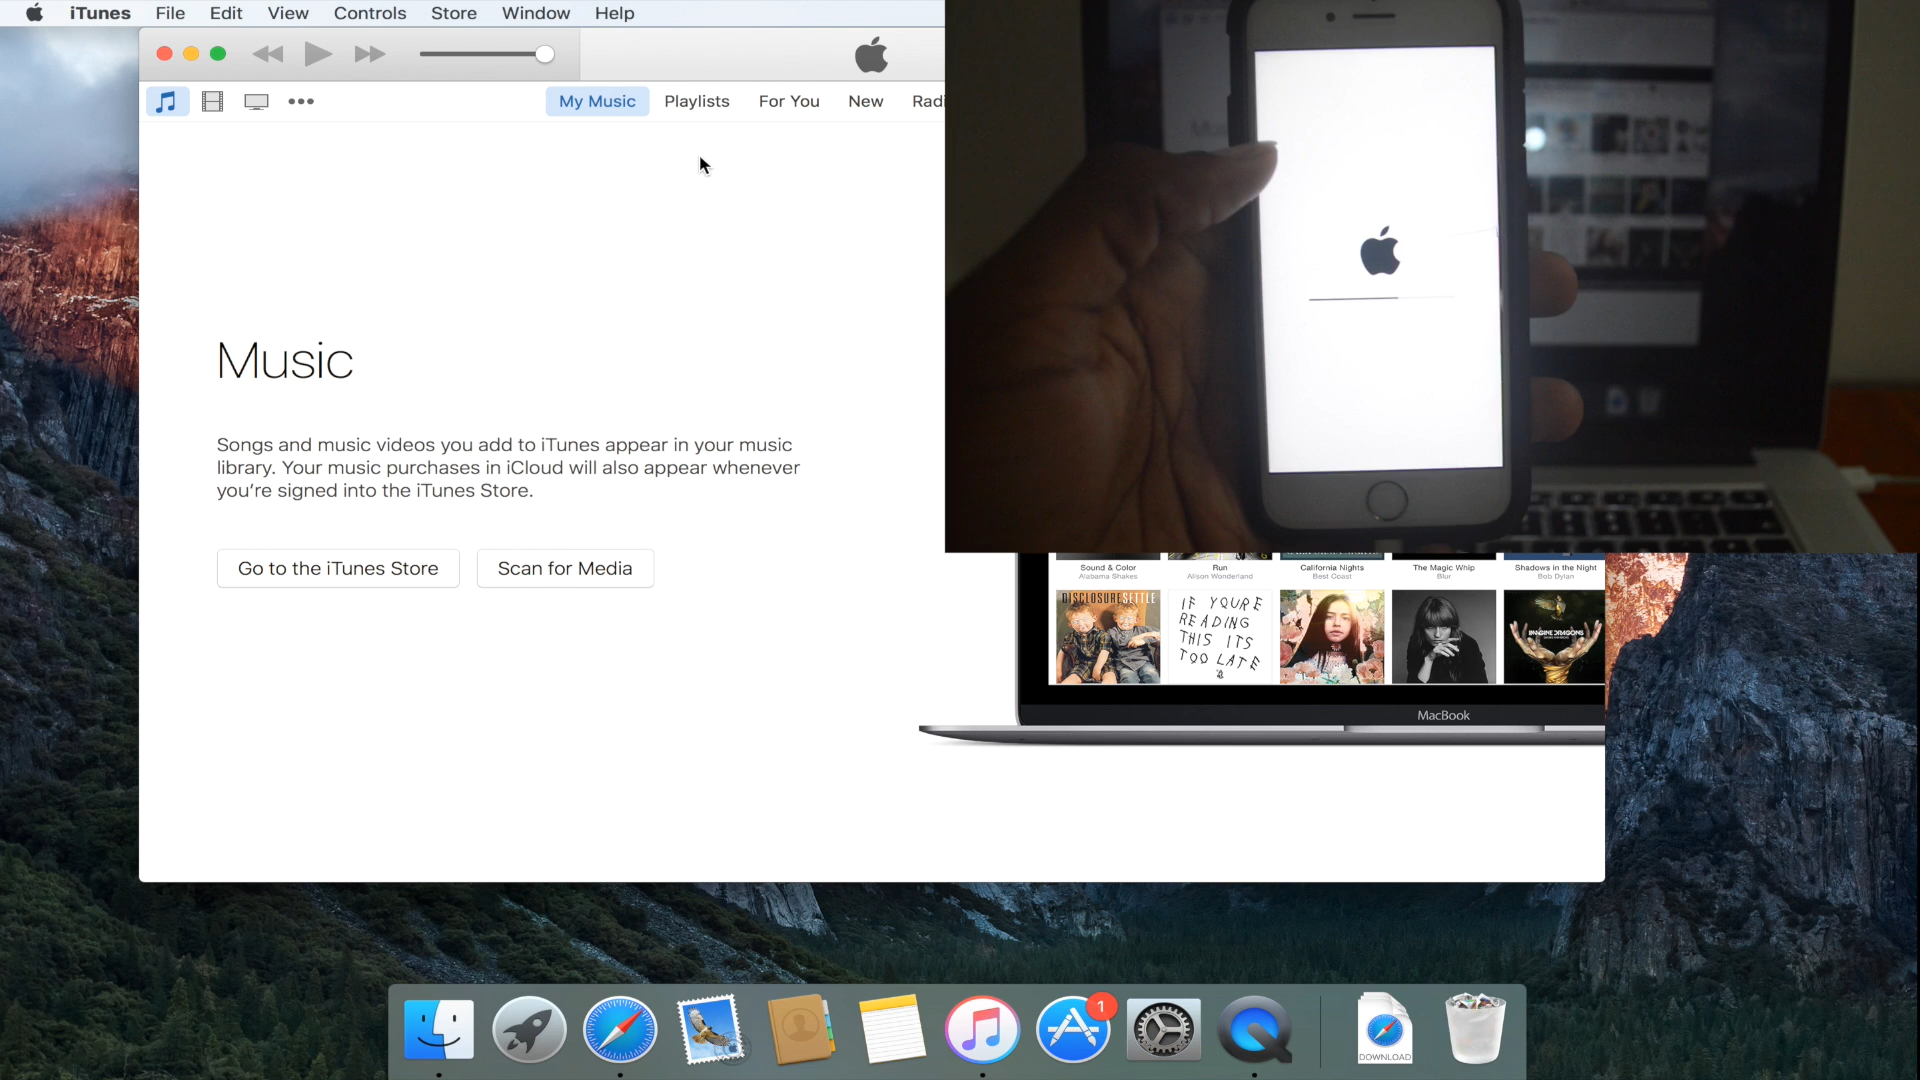 iTunes File Edit View Controls Store Window Help
My Music Playlists For You New Radi
Music
Songs and music videos you add to iTunes appear in your music
library. Your music purchases in iCloud will also appear whenever
you're signed into the iTunes Store.
Go to the iTunes Store Scan for Media
Sound & Color Run California Nights The Magic Whip Shadows in the Night
Alabama Shakes Alison Wonderland Best Coast Blur Bob Dylan
DISCLOSURE SETTLE
IF YOURE
READING
THIS ITS
TOO LATE
IMAGINE DRAGONS
MacBook
1
DOWNLOAD